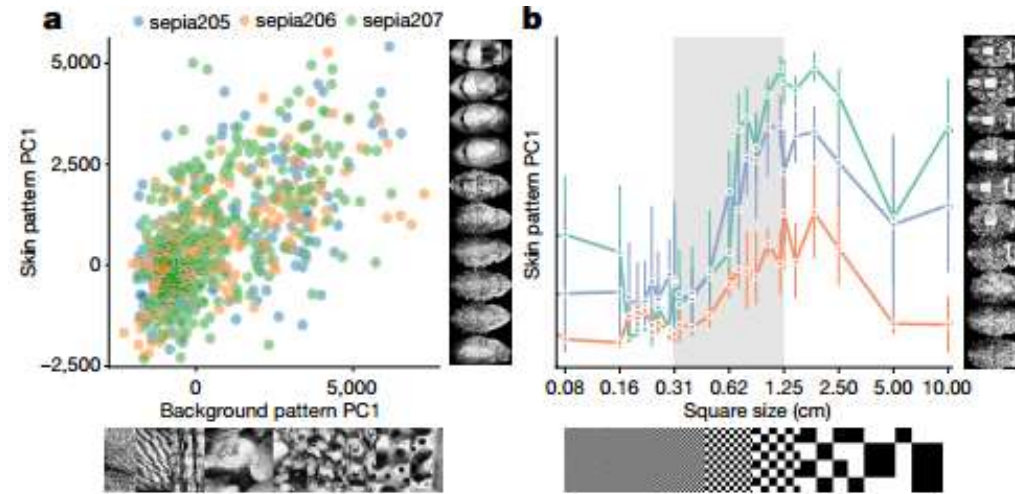 a
sepia205 sepia206 sepia207
5,000
2,500
0
−2,500
Skin pattern PC1
0 5,000
Background pattern PC1
b
Skin pattern PC1
0.08 0.16 0.31 0.62 1.25 2.50 5.00 10.00
Square size (cm)